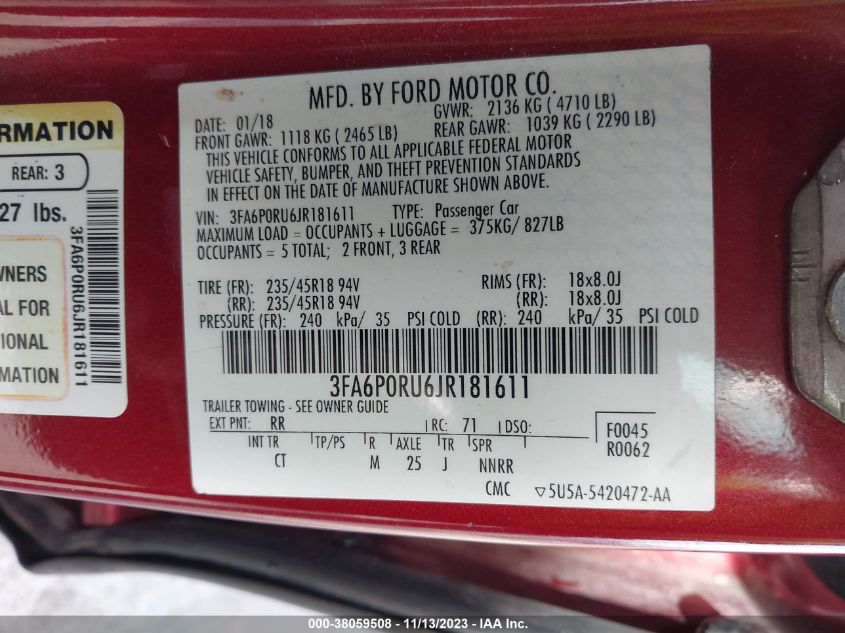 ORMATION
REAR: 3
27 lbs.
WNERS
AL FOR
TIONAL
RMATION
3FA6P0RU6JR181611
MFD. BY FORD MOTOR CO.
DATE: 01/18 GVWR: 2136 KG ( 4710 LB)
FRONT GAWR: 1118 KG ( 2465 LB) REAR GAWR: 1039 KG ( 2290 LB)
THIS VEHICLE CONFORMS TO ALL APPLICABLE FEDERAL MOTOR
VEHICLE SAFETY, BUMPER, AND THEFT PREVENTION STANDARDS
IN EFFECT ON THE DATE OF MANUFACTURE SHOWN ABOVE.
VIN: 3FA6P0RU6JR181611 TYPE: Passenger Car
MAXIMUM LOAD = OCCUPANTS + LUGGAGE = 375KG/ 827LB
OCCUPANTS = 5 TOTAL; 2 FRONT, 3 REAR
TIRE (FR): 235/45R18 94V RIMS (FR): 18x8.0J
(RR): 235/45R18 94V (RR): 18x8.0J
PRESSURE (FR): 240 kPa/ 35 PSI COLD (RR): 240 kPa/ 35 PSI COLD
3FA6P0RU6JR181611
TRAILER TOWING - SEE OWNER GUIDE
EXT PNT: RR RC: 71 DSO: F0045
INT TR TP/PS R AXLE TR SPR R0062
CT M 25 J NNRR
CMC ▽5U5A-5420472-AA
000-38059508 - 11/13/2023 - IAA Inc.